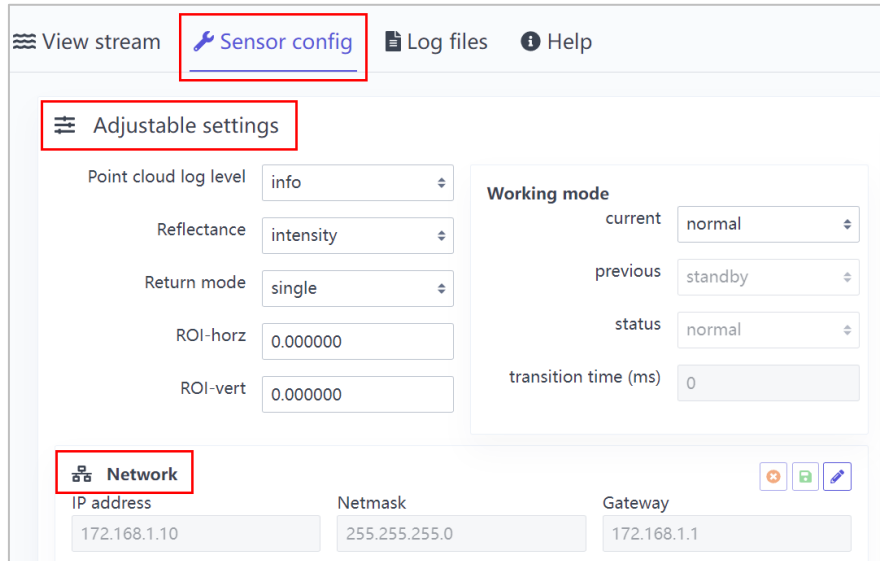 View stream Sensor config Log files Help
Adjustable settings
Point cloud log level info
Reflectance intensity
Return mode single
ROI-horz 0.000000
ROI-vert 0.000000
Working mode
current normal
previous standby
status normal
transition time (ms) 0
Network
IP address Netmask Gateway
172.168.1.10 255.255.255.0 172.168.1.1